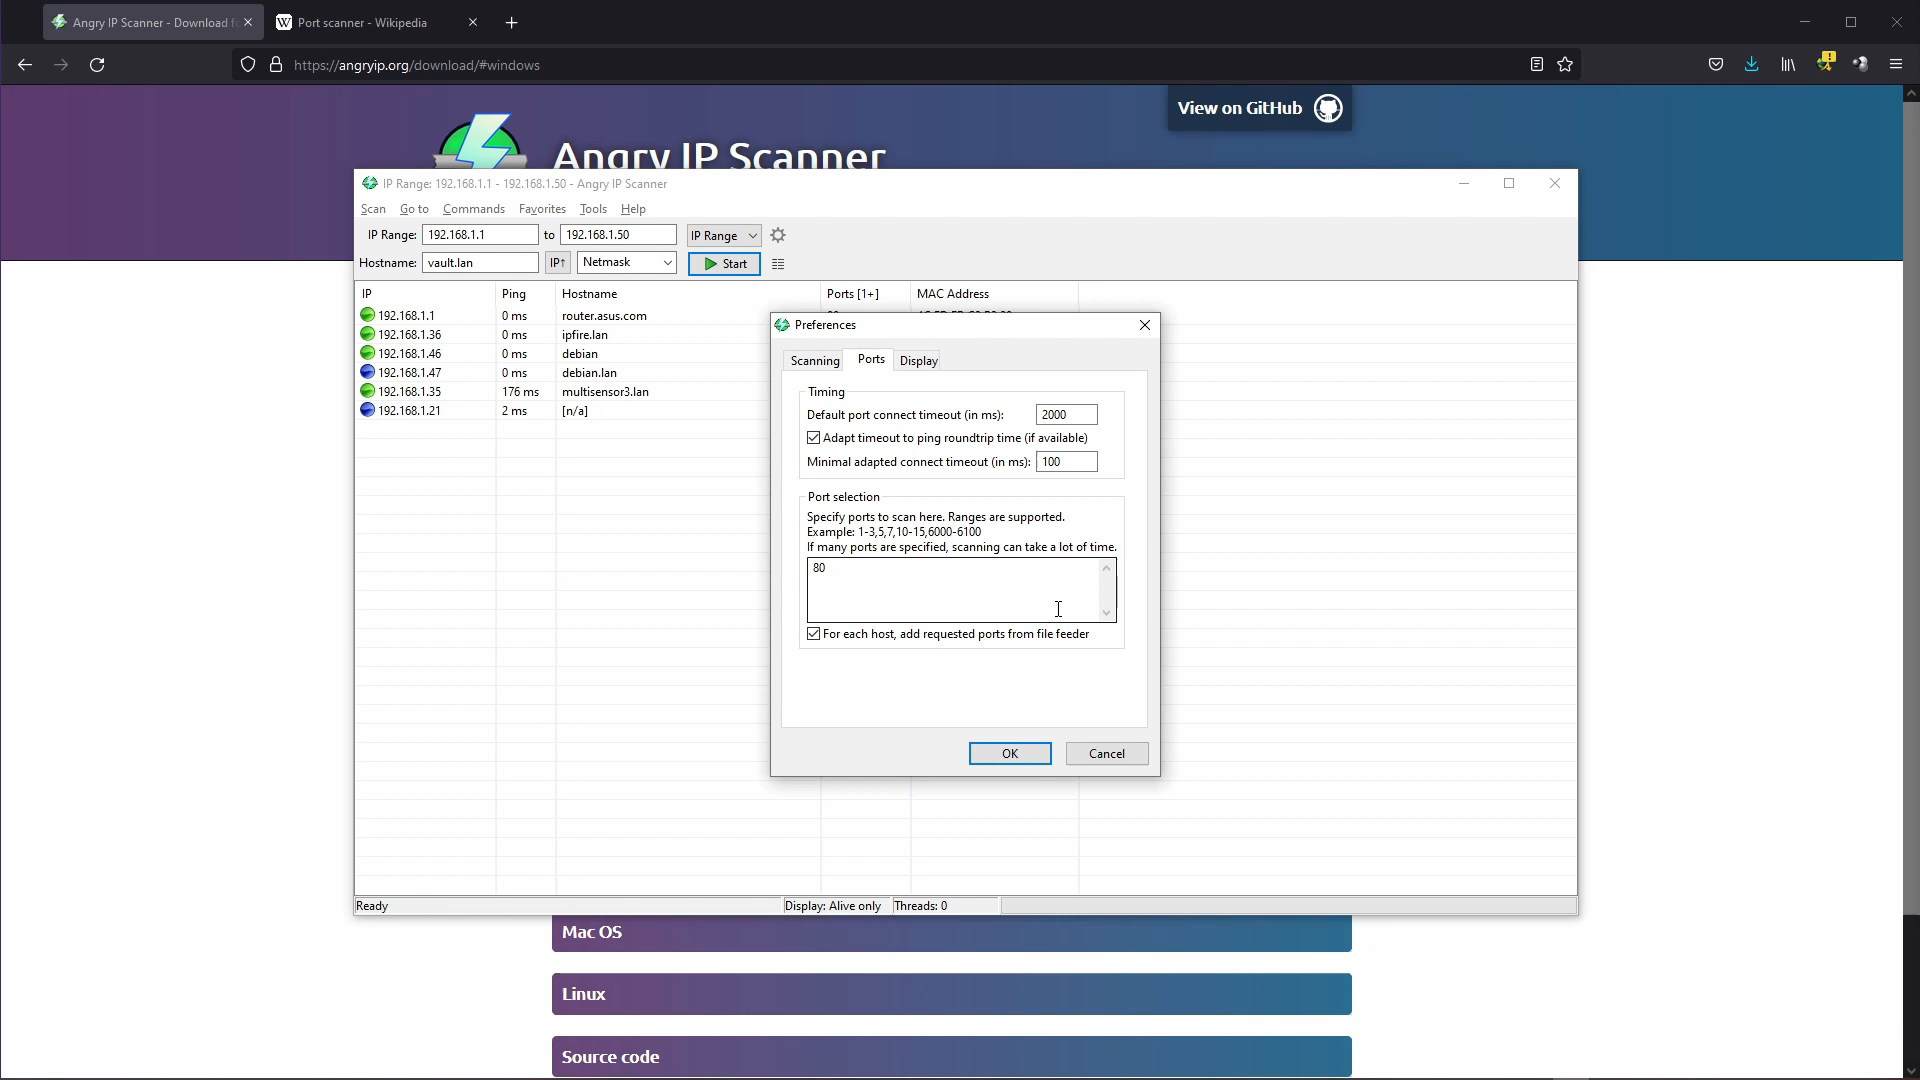 Angry IP Scanner - Download f
Port scanner - Wikipedia
https://angryip.org/download/#windows
View on GitHub
Angry IP Scanner
IP Range: 192.168.1.1 - 192.168.1.50 - Angry IP Scanner
Scan Go to Commands Favorites Tools Help
IP Range: 192.168.1.1 to 192.168.1.50 IP Range
Hostname: vault.lan IP↑ Netmask Start
IP Ping Hostname Ports [1+] MAC Address
192.168.1.1 0 ms router.asus.com
192.168.1.36 0 ms ipfire.lan
192.168.1.46 0 ms debian
192.168.1.47 0 ms debian.lan
192.168.1.35 176 ms multisensor3.lan
192.168.1.21 2 ms [n/a]
Preferences
Scanning Ports Display
Timing
Default port connect timeout (in ms): 2000
Adapt timeout to ping roundtrip time (if available)
Minimal adapted connect timeout (in ms): 100
Port selection
Specify ports to scan here. Ranges are supported.
Example: 1-3,5,7,10-15,6000-6100
If many ports are specified, scanning can take a lot of time.
80
For each host, add requested ports from file feeder
OK Cancel
Ready Display: Alive only Threads: 0
Mac OS
Linux
Source code